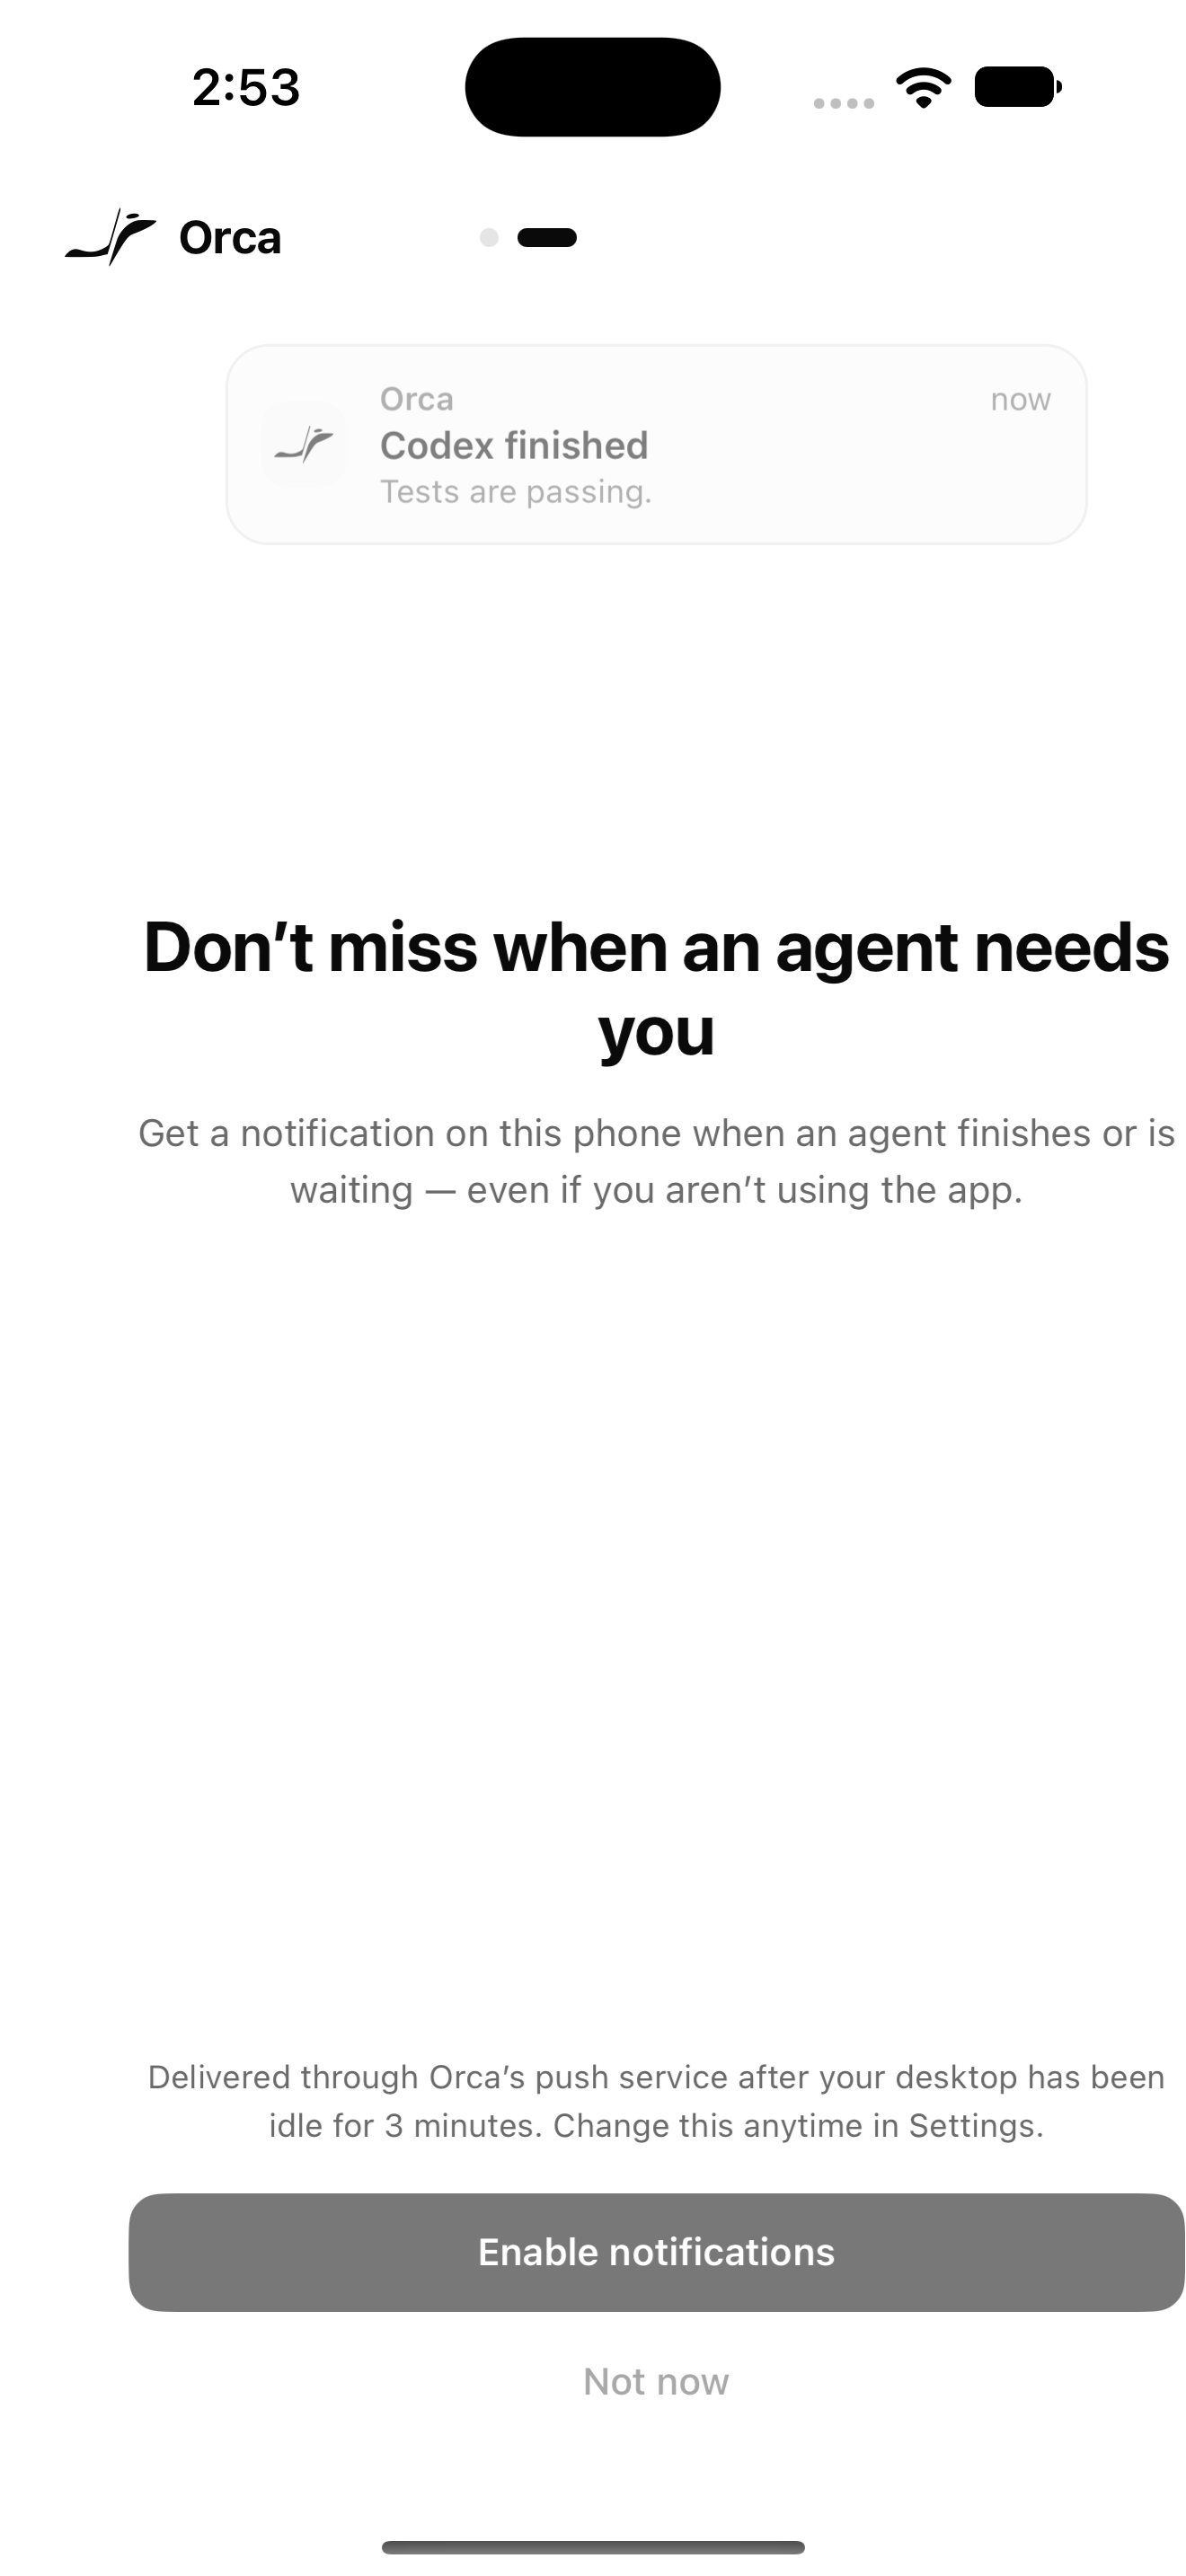 2:53
Orca
Orca
now
Codex finished
Tests are passing.
Don’t miss when an agent needs
you
Get a notification on this phone when an agent finishes or is
waiting — even if you aren’t using the app.
Delivered through Orca’s push service after your desktop has been
idle for 3 minutes. Change this anytime in Settings.
Enable notifications
Not now